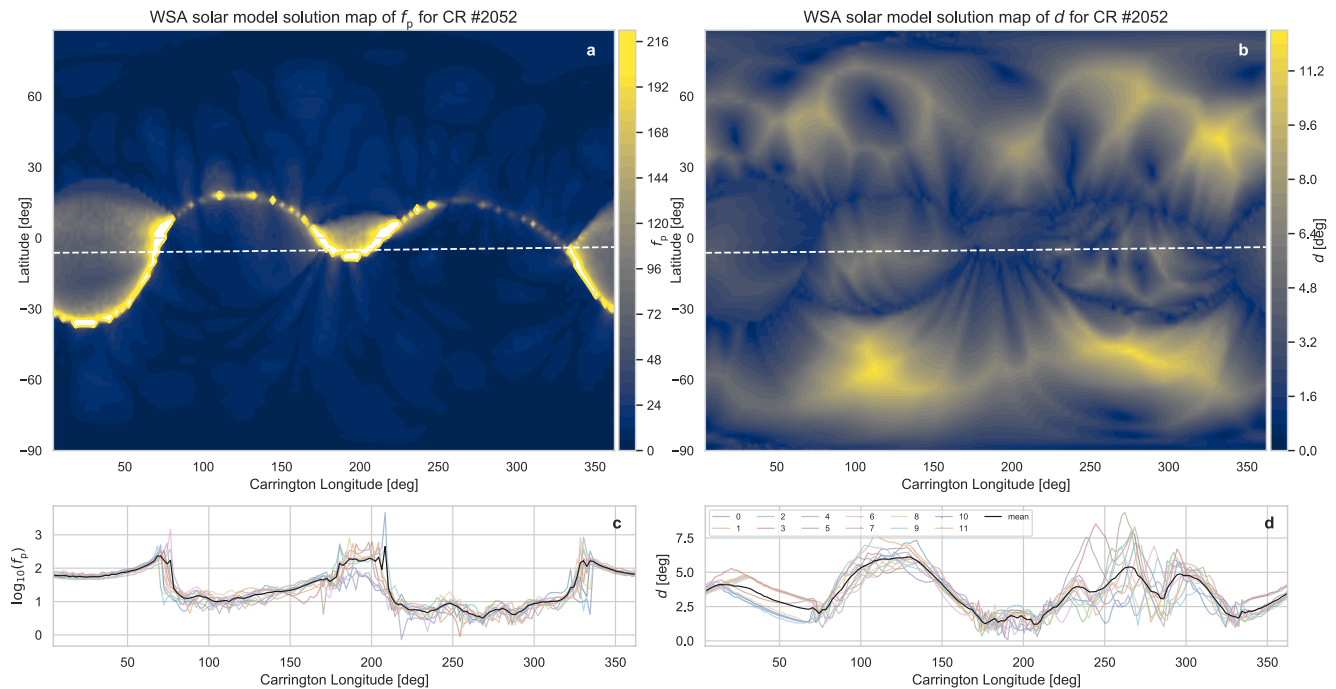 WSA solar model solution map of fp for CR #2052
a
60
30
0
−30
−60
−90
Latitude [deg]
50 100 150 200 250 300 350
Carrington Longitude [deg]
216
192
168
144
120
96
72
48
24
0
fp
WSA solar model solution map of d for CR #2052
b
60
30
0
−30
−60
−90
Latitude [deg]
50 100 150 200 250 300 350
Carrington Longitude [deg]
11.2
9.6
8.0
6.4
4.8
3.2
1.6
0.0
d [deg]
c
3
2
1
0
log10(fp)
50 100 150 200 250 300 350
Carrington Longitude [deg]
d
0 2 4 6 8 10 mean
1 3 5 7 9 11
7.5
5.0
2.5
0.0
d [deg]
50 100 150 200 250 300 350
Carrington Longitude [deg]